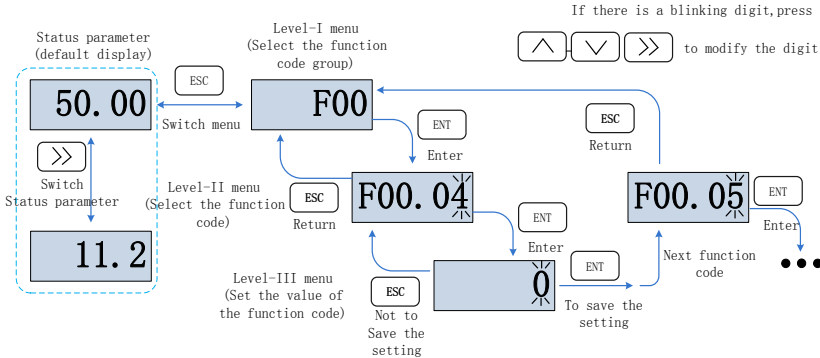 If there is a blinking digit,press
to modify the digit
Status parameter
(default display)
50.00
Switch
Status parameter
11.2
ESC
Switch menu
Level-I menu
(Select the function
code group)
F00
ENT
Enter
ESC
Return
Level-II menu
(Select the function
code)
ESC
Return
F00.04
ENT
Enter
F00.05
ENT
Enter
Level-III menu
(Set the value of
the function code)
ESC
Not to
Save the
setting
0
ENT
To save the
setting
Next function
code